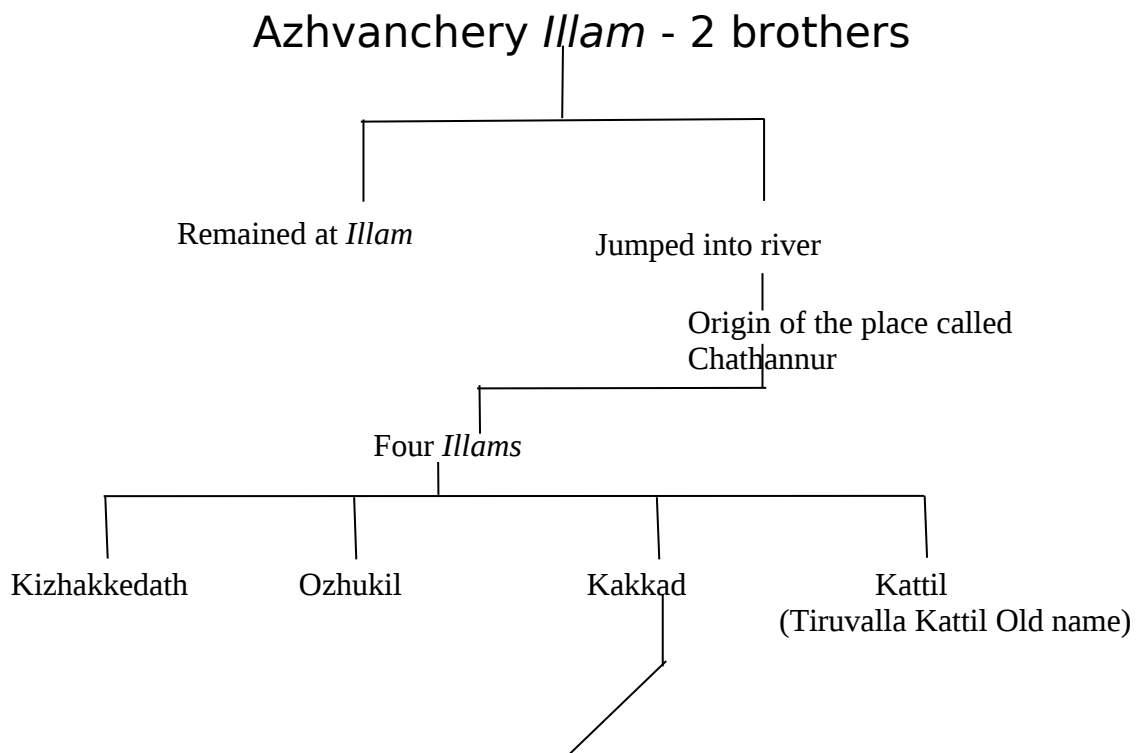 Azhvanchery Illam - 2 brothers
Remained at Illam
Jumped into river
Origin of the place called
Chathannur
Four Illams
Kizhakkedath
Ozhukil
Kakkad
Kattil
(Tiruvalla Kattil Old name)